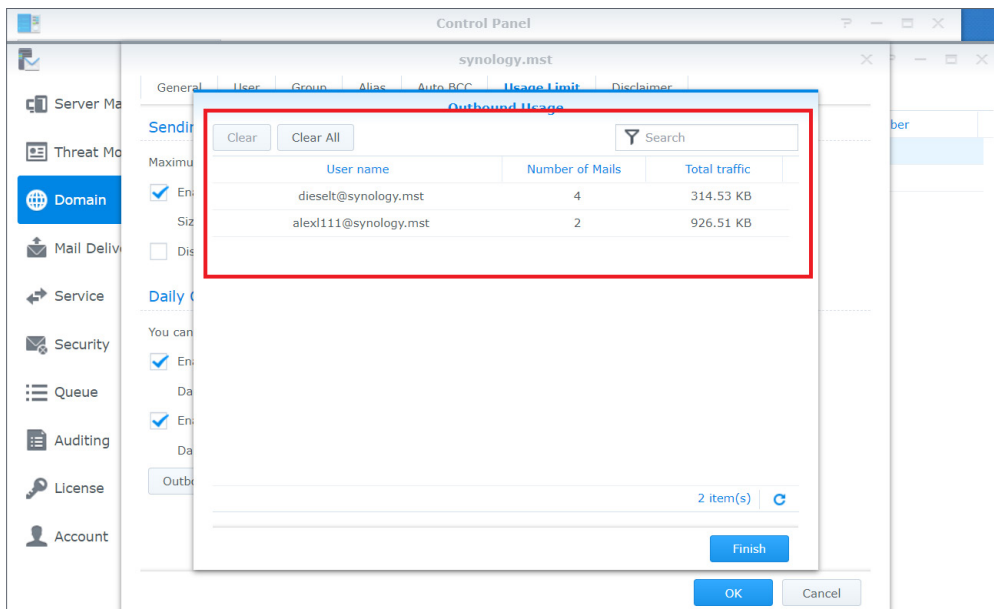 Control Panel
synology.mst
General User Group Alias Auto BCC Usage Limit Disclaimer
Outbound Usage
Server Ma
Threat Mo
Domain
Mail Delive
Service
Security
Queue
Auditing
License
Account
Sendin
Maximu
Ena
Siz
Dis
Daily
You can
Ena
Da
Ena
Da
Outbo
Clear Clear All Search
User name Number of Mails Total traffic
dieselt@synology.mst 4 314.53 KB
alexl111@synology.mst 2 926.51 KB
2 item(s)
Finish
OK Cancel
ber